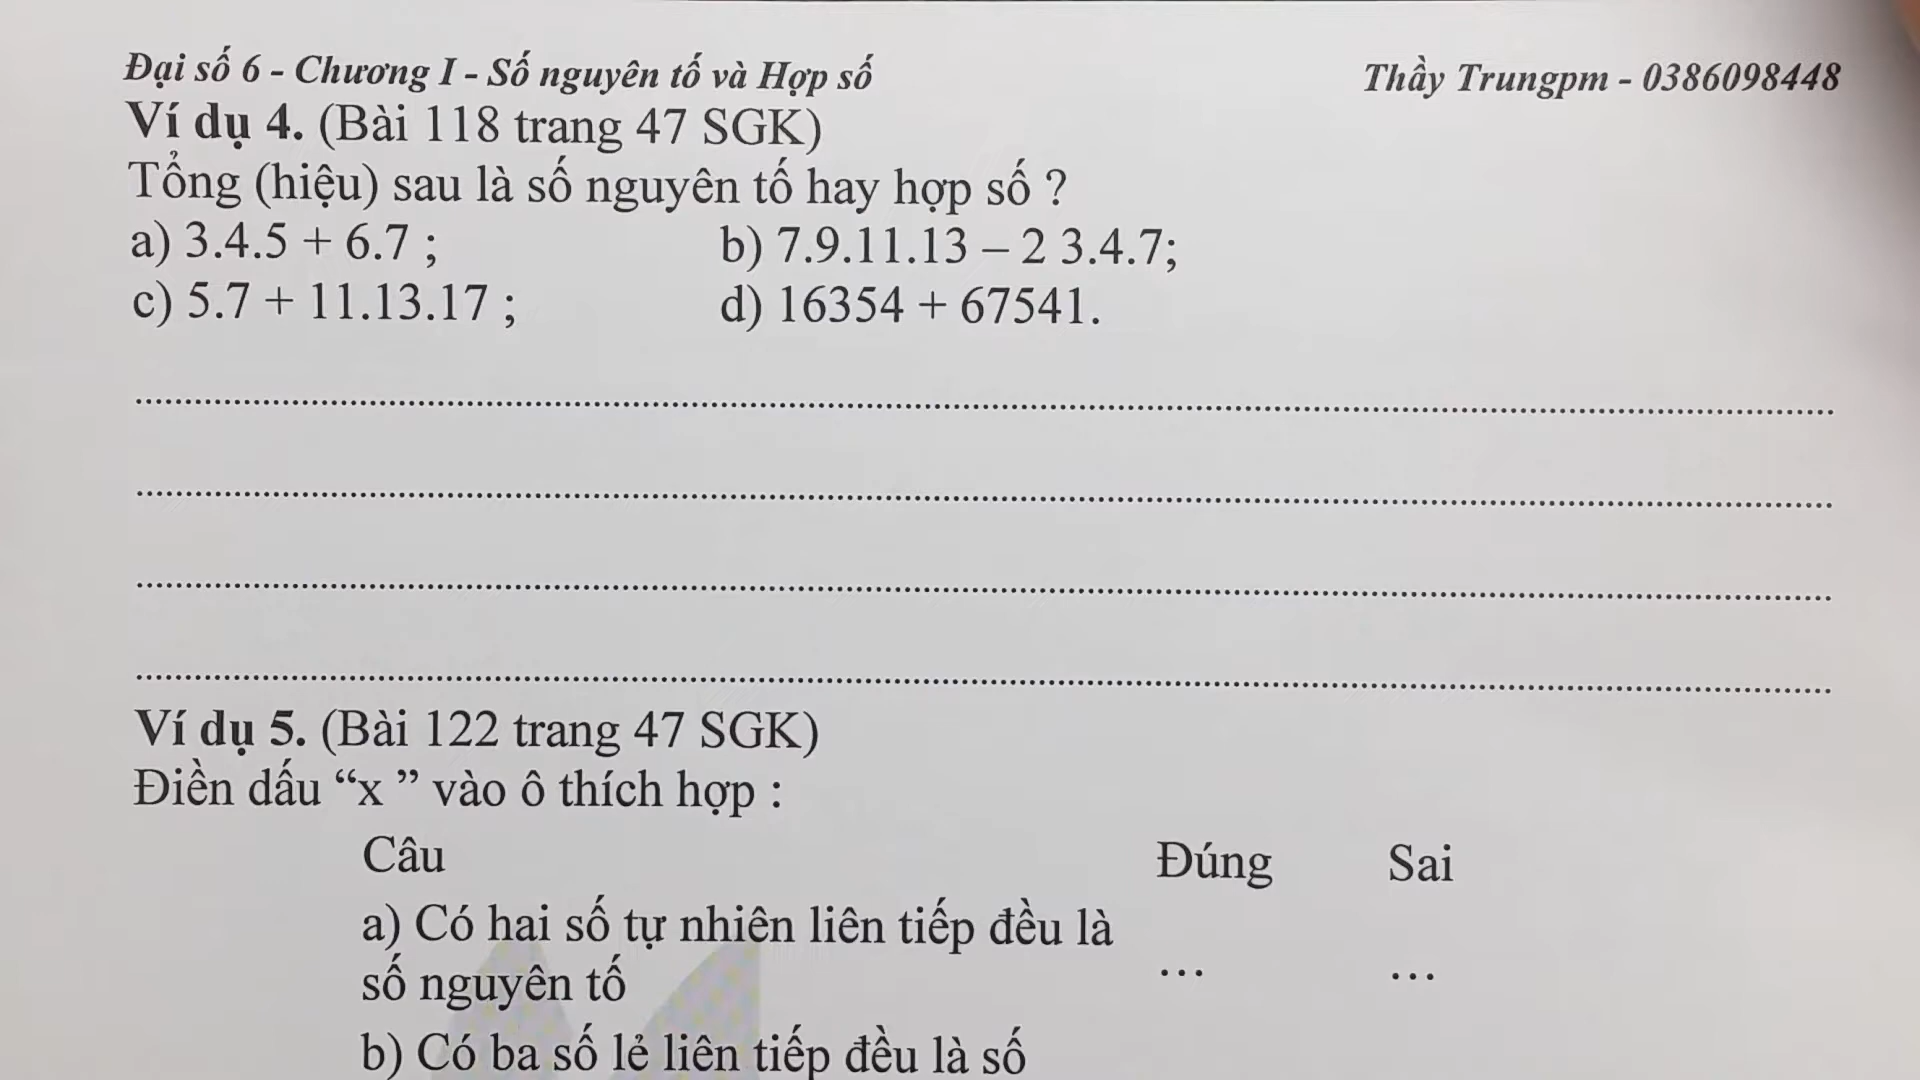 Đại số 6 - Chương I - Số nguyên tố và Hợp số Thầy Trungpm - 0386098448
Ví dụ 4. (Bài 118 trang 47 SGK)
Tổng (hiệu) sau là số nguyên tố hay hợp số ?
a) 3.4.5 + 6.7 ; b) 7.9.11.13 – 2 3.4.7;
c) 5.7 + 11.13.17 ; d) 16354 + 67541.
Ví dụ 5. (Bài 122 trang 47 SGK)
Điền dấu “x ” vào ô thích hợp :
Câu Đúng Sai
a) Có hai số tự nhiên liên tiếp đều là
số nguyên tố ... ...
b) Có ba số lẻ liên tiếp đều là số